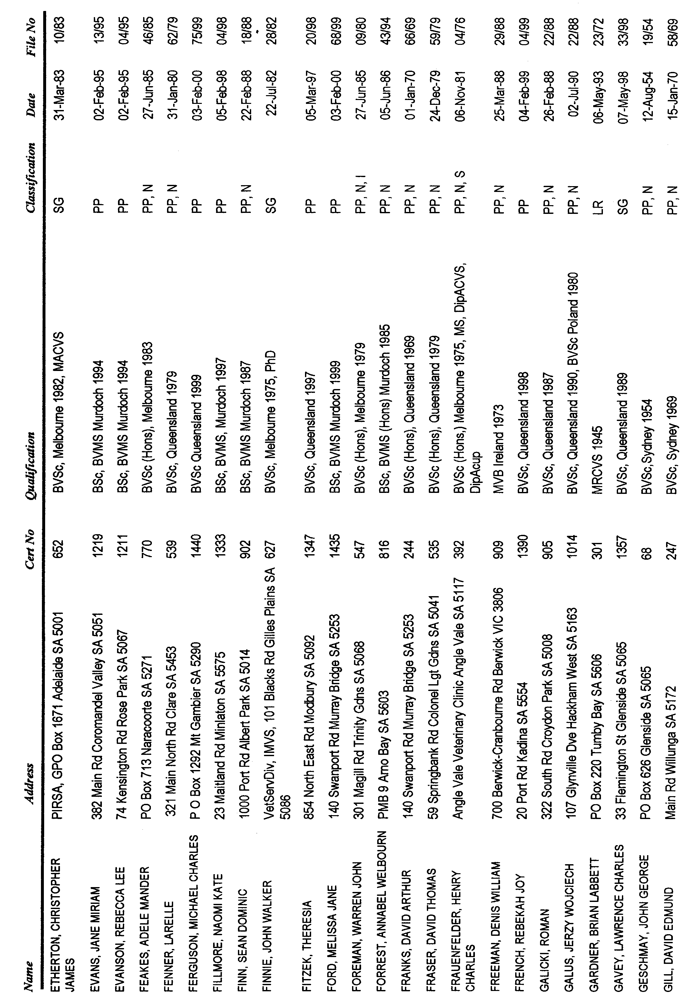 Name Address Cert No Qualification Classification Date File No
ETHERTON, CHRISTOPHER PIRSA, GPO Box 1671 Adelaide SA 5001 652 BVSc, Melbourne 1982, MACVS SG 31-Mar-83 10/83
JAMES
EVANS, JANE MIRIAM 382 Main Rd Coromandel Valley SA 5051 1219 BSc, BVMS Murdoch 1994 PP 02-Feb-95 13/95
EVANSON, REBECCA LEE 74 Kensington Rd Rose Park SA 5067 1211 BSc, BVMS Murdoch 1994 PP 02-Feb-95 04/95
FEAKES, ADELE MANDER PO Box 713 Naracoorte SA 5271 770 BVSc (Hons), Melbourne 1983 PP, N 27-Jun-85 46/85
FENNER, LARELLE 321 Main North Rd Clare SA 5453 539 BVSc, Queensland 1979 PP, N 31-Jan-80 62/79
FERGUSON, MICHAEL CHARLES P O Box 1292 Mt Gambier SA 5290 1440 BVSc Queensland 1999 PP 03-Feb-00 75/99
FILLMORE, NAOMI KATE 23 Maitland Rd Minlaton SA 5575 1333 BSc, BVMS, Murdoch 1997 PP 05-Feb-98 04/98
FINN, SEAN DOMINIC 1000 Port Rd Albert Park SA 5014 902 BSc, BVMS Murdoch 1987 PP, N 22-Feb-88 18/88
FINNIE, JOHN WALKER VetServDiv, IMVS, 101 Blacks Rd Gilles Plains SA 627 BVSc, Melbourne 1975, PhD SG 22-Jul-82 28/82
5086
FITZEK, THERESIA 854 North East Rd Modbury SA 5092 1347 BVSc, Queensland 1997 PP 05-Mar-97 20/98
FORD, MELISSA JANE 140 Swanport Rd Murray Bridge SA 5253 1435 BSc, BVMS Murdoch 1999 PP 03-Feb-00 68/99
FOREMAN, WARREN JOHN 301 Magill Rd Trinity Gdns SA 5068 547 BVSc (Hons), Melbourne 1979 PP, N, I 27-Jun-85 09/80
FORREST, ANNABEL WELBOURN PMB 9 Arno Bay SA 5603 816 BSc, BVMS (Hons) Murdoch 1985 PP, N 05-Jun-86 43/94
FRANKS, DAVID ARTHUR 140 Swanport Rd Murray Bridge SA 5253 244 BVSc (Hons), Queensland 1969 PP, N 01-Jan-70 66/69
FRASER, DAVID THOMAS 59 Springbank Rd Colonel Lgt Gdns SA 5041 535 BVSc (Hons), Queensland 1979 PP, N 24-Dec-79 59/79
FRAUENFELDER, HENRY Angle Vale Veterinary Clinic Angle Vale SA 5117 392 BVSc (Hons,) Melbourne 1975, MS, DipACVS, PP, N, S 06-Nov-81 04/76
CHARLES DipAcup
FREEMAN, DENIS WILLIAM 700 Berwick-Cranbourne Rd Berwick VIC 3806 909 MVB Ireland 1973 PP, N 25-Mar-88 29/88
FRENCH, REBEKAH JOY 20 Port Rd Kadina SA 5554 1390 BVSc, Queensland 1998 PP 04-Feb-99 04/99
GALICKI, ROMAN 322 South Rd Croydon Park SA 5008 905 BVSc, Queensland 1987 PP, N 26-Feb-88 22/88
GALUS, JERZY WOJCIECH 107 Glynville Dve Hackham West SA 5163 1014 BVSc, Queensland 1990, BVSc Poland 1980 PP, N 02-Jul-90 22/88
GARDNER, BRIAN LABBETT PO Box 220 Tumby Bay SA 5606 301 MRCVS 1945 LR 06-May-93 23/72
GAVEY, LAWRENCE CHARLES 33 Flemington St Glenside SA 5065 1357 BVSc, Queensland 1989 SG 07-May-98 33/98
GESCHMAY, JOHN GEORGE PO Box 626 Glenside SA 5065 68 BVSc,Sydney 1954 PP, N 12-Aug-54 19/54
GILL, DAVID EDMUND Main Rd Willunga SA 5172 247 BVSc, Sydney 1969 PP, N 15-Jan-70 58/69